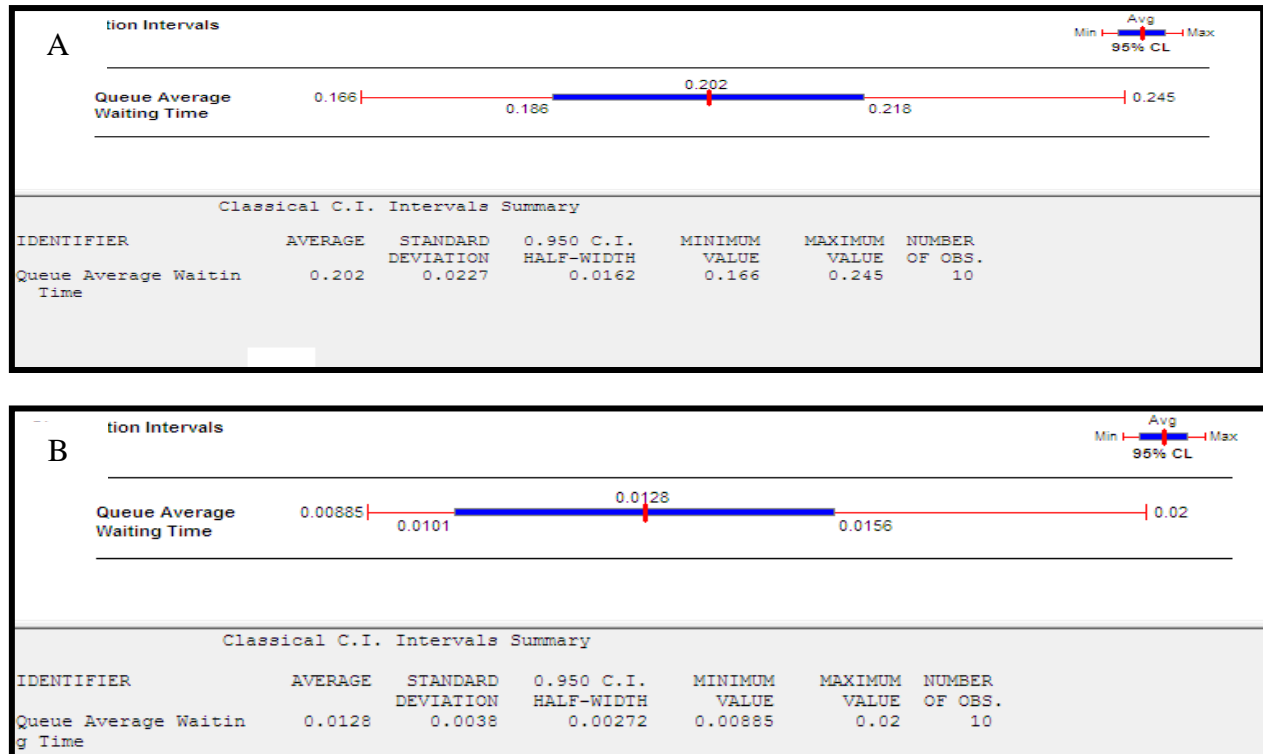 A
tion Intervals
Avg
Min Max
95% CL
0.202
Queue Average 0.166 0.245
Waiting Time 0.186 0.218
Classical C.I. Intervals Summary
IDENTIFIER AVERAGE STANDARD 0.950 C.I. MINIMUM MAXIMUM NUMBER
DEVIATION HALF-WIDTH VALUE VALUE OF OBS.
Queue Average Waitin 0.202 0.0227 0.0162 0.166 0.245 10
Time
B
tion Intervals
Avg
Min Max
95% CL
0.0128
Queue Average 0.00885 0.02
Waiting Time 0.0101 0.0156
Classical C.I. Intervals Summary
IDENTIFIER AVERAGE STANDARD 0.950 C.I. MINIMUM MAXIMUM NUMBER
DEVIATION HALF-WIDTH VALUE VALUE OF OBS.
Queue Average Waitin 0.0128 0.0038 0.00272 0.00885 0.02 10
g Time